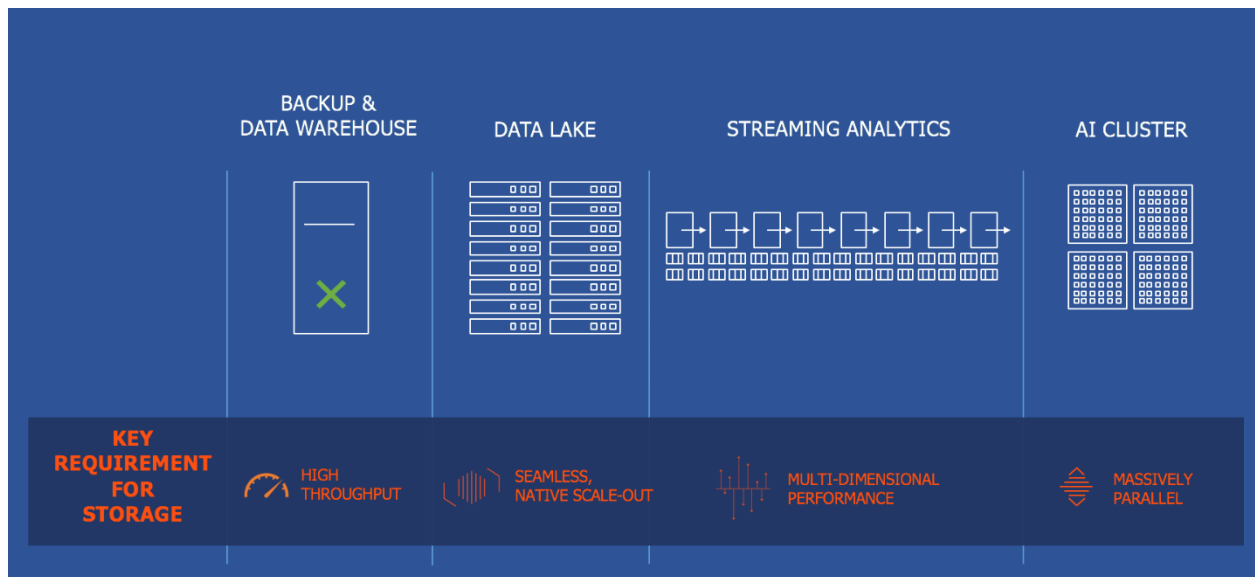 BACKUP &
DATA WAREHOUSE
DATA LAKE
STREAMING ANALYTICS
AI CLUSTER
KEY
REQUIREMENT
FOR
STORAGE
HIGH
THROUGHPUT
SEAMLESS,
NATIVE SCALE-OUT
MULTI-DIMENSIONAL
PERFORMANCE
MASSIVELY
PARALLEL